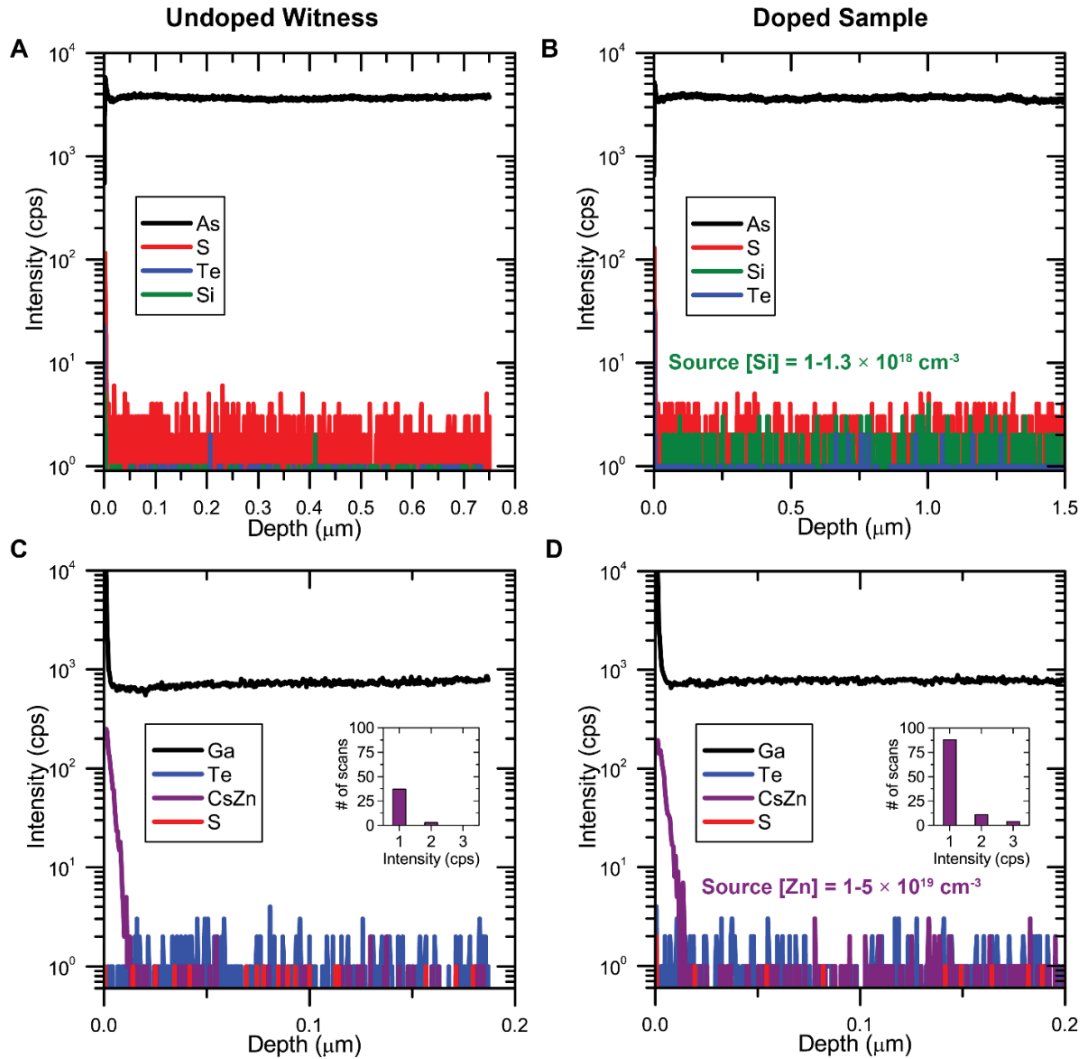 Undoped Witness
Doped Sample
A
10⁴
10³
10²
10¹
10⁰
Intensity (cps)
As
S
Te
Si
0.0 0.1 0.2 0.3 0.4 0.5 0.6 0.7 0.8
Depth (μm)
B
10⁴
10³
10²
10¹
10⁰
Intensity (cps)
As
S
Si
Te
Source [Si] = 1-1.3 × 10¹⁸ cm⁻³
0.0 0.5 1.0 1.5
Depth (μm)
C
10⁴
10³
10²
10¹
10⁰
Intensity (cps)
Ga
Te
CsZn
S
100
75
50
25
0
# of scans
1 2 3
Intensity (cps)
0.0 0.1 0.2
Depth (μm)
D
10⁴
10³
10²
10¹
10⁰
Intensity (cps)
Ga
Te
CsZn
S
100
75
50
25
0
# of scans
1 2 3
Intensity (cps)
Source [Zn] = 1-5 × 10¹⁹ cm⁻³
0.0 0.1 0.2
Depth (μm)